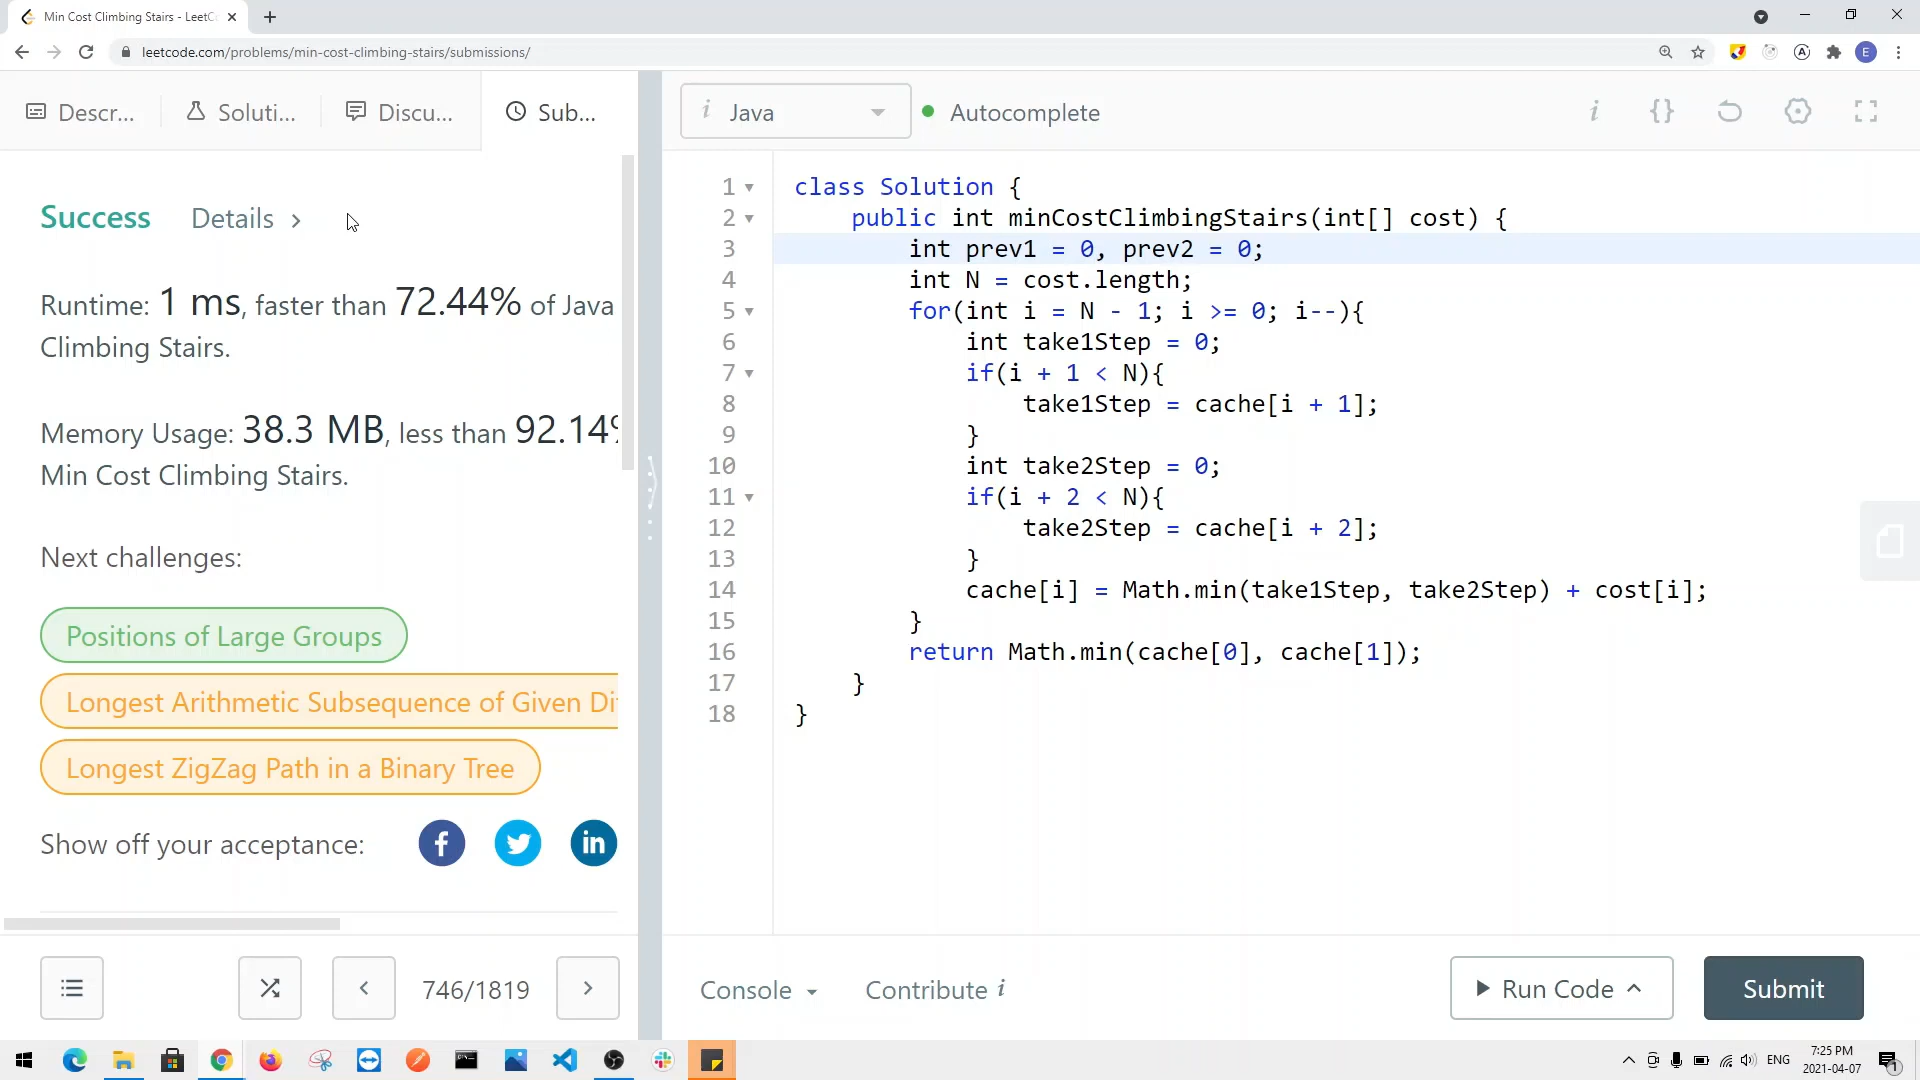 Min Cost Climbing Stairs - LeetC
leetcode.com/problems/min-cost-climbing-stairs/submissions/
E
Descr...
Soluti...
Discu...
Sub...
i Java
Autocomplete
i {}
Success
Details >
Runtime: 1 ms, faster than 72.44% of Java
Climbing Stairs.
Memory Usage: 38.3 MB, less than 92.14%
Min Cost Climbing Stairs.
Next challenges:
Positions of Large Groups
Longest Arithmetic Subsequence of Given Di
Longest ZigZag Path in a Binary Tree
Show off your acceptance:
f
in
746/1819
1 class Solution {
2 public int minCostClimbingStairs(int[] cost) {
3 int prev1 = 0, prev2 = 0;
4 int N = cost.length;
5 for(int i = N - 1; i >= 0; i--){
6 int take1Step = 0;
7 if(i + 1 < N){
8 take1Step = cache[i + 1];
9 }
10 int take2Step = 0;
11 if(i + 2 < N){
12 take2Step = cache[i + 2];
13 }
14 cache[i] = Math.min(take1Step, take2Step) + cost[i];
15 }
16 return Math.min(cache[0], cache[1]);
17 }
18 }
Console
Contribute i
Run Code
Submit
ENG
7:25 PM
2021-04-07
1